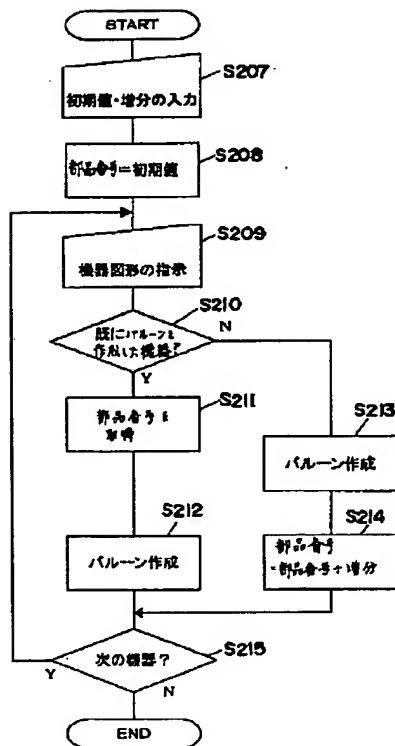 START
S207
初期値・増分の入力
S208
部品番号=初期値
S209
機器図形の指示
S210
既にバルーンを
作成した機器?
N
Y
S211
部品番号を
取得
S213
バルーン作成
S212
バルーン作成
S214
部品番号
=部品番号+増分
次の機器?
S215
Y
N
END